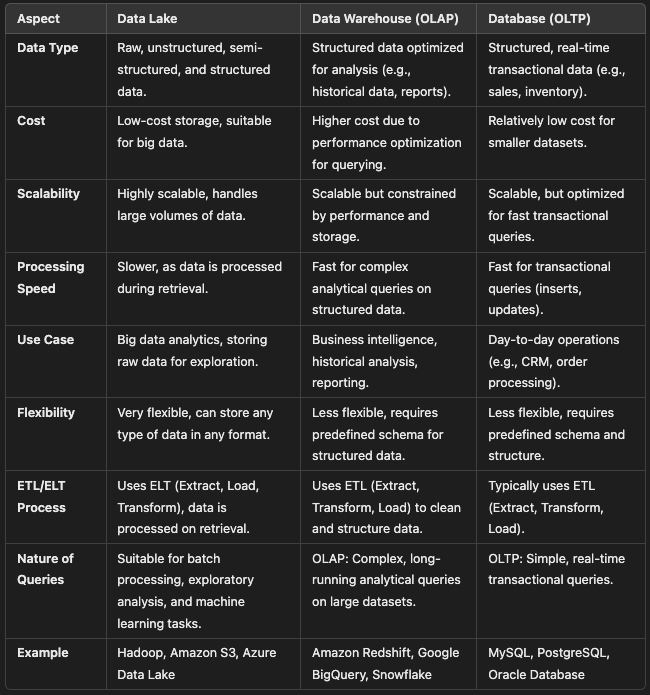 Aspect Data Lake Data Warehouse (OLAP) Database (OLTP)
Data Type Raw, unstructured, semi- Structured data optimized Structured, real-time
structured, and structured for analysis (e.g., transactional data (e.g.,
data. historical data, reports). sales, inventory).
Cost Low-cost storage, suitable Higher cost due to Relatively low cost for
for big data. performance optimization smaller datasets.
for querying.
Scalability Highly scalable, handles Scalable but constrained Scalable, but optimized
large volumes of data. by performance and for fast transactional
storage. queries.
Processing Slower, as data is processed Fast for complex Fast for transactional
Speed during retrieval. analytical queries on queries (inserts,
structured data. updates).
Use Case Big data analytics, storing Business intelligence, Day-to-day operations
raw data for exploration. historical analysis, (e.g., CRM, order
reporting. processing).
Flexibility Very flexible, can store any Less flexible, requires Less flexible, requires
type of data in any format. predefined schema for predefined schema and
structured data. structure.
ETL/ELT Uses ELT (Extract, Load, Uses ETL (Extract, Typically uses ETL
Process Transform), data is Transform, Load) to clean (Extract, Transform,
processed on retrieval. and structure data. Load).
Nature of Suitable for batch OLAP: Complex, long- OLTP: Simple, real-time
Queries processing, exploratory running analytical queries transactional queries.
analysis, and machine on large datasets.
learning tasks.
Example Hadoop, Amazon S3, Azure Amazon Redshift, Google MySQL, PostgreSQL,
Data Lake BigQuery, Snowflake Oracle Database